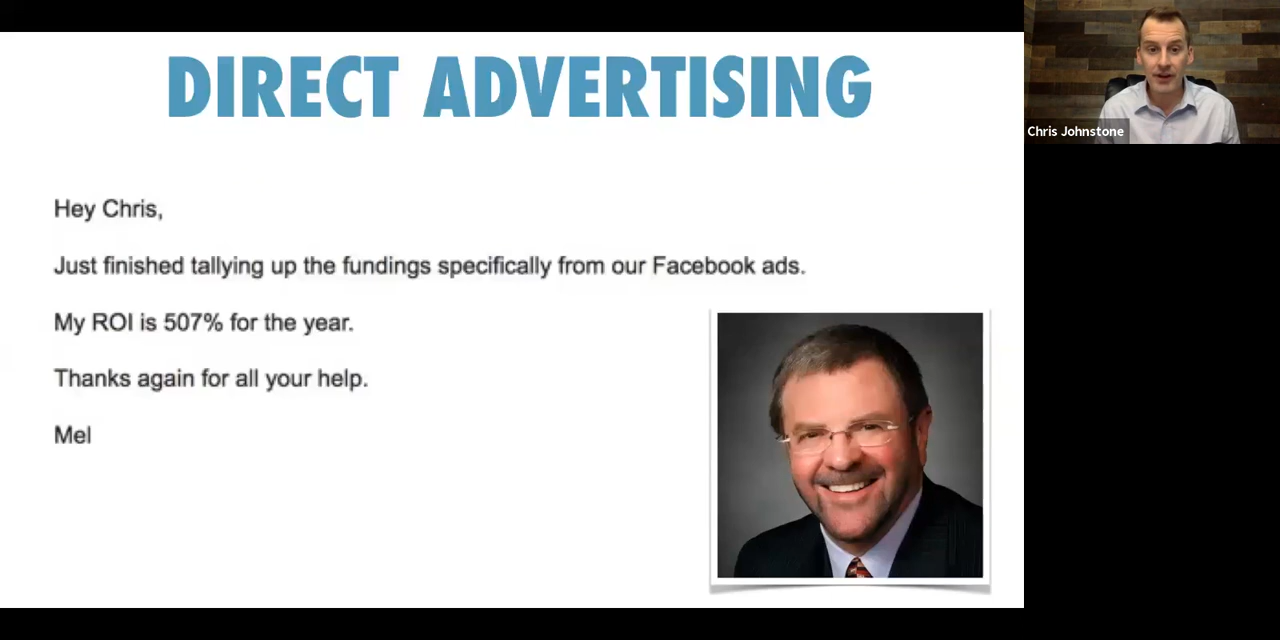 DIRECT ADVERTISING
Chris Johnstone
Hey Chris,
Just finished tallying up the fundings specifically from our Facebook ads.
My ROI is 507% for the year.
Thanks again for all your help.
Mel